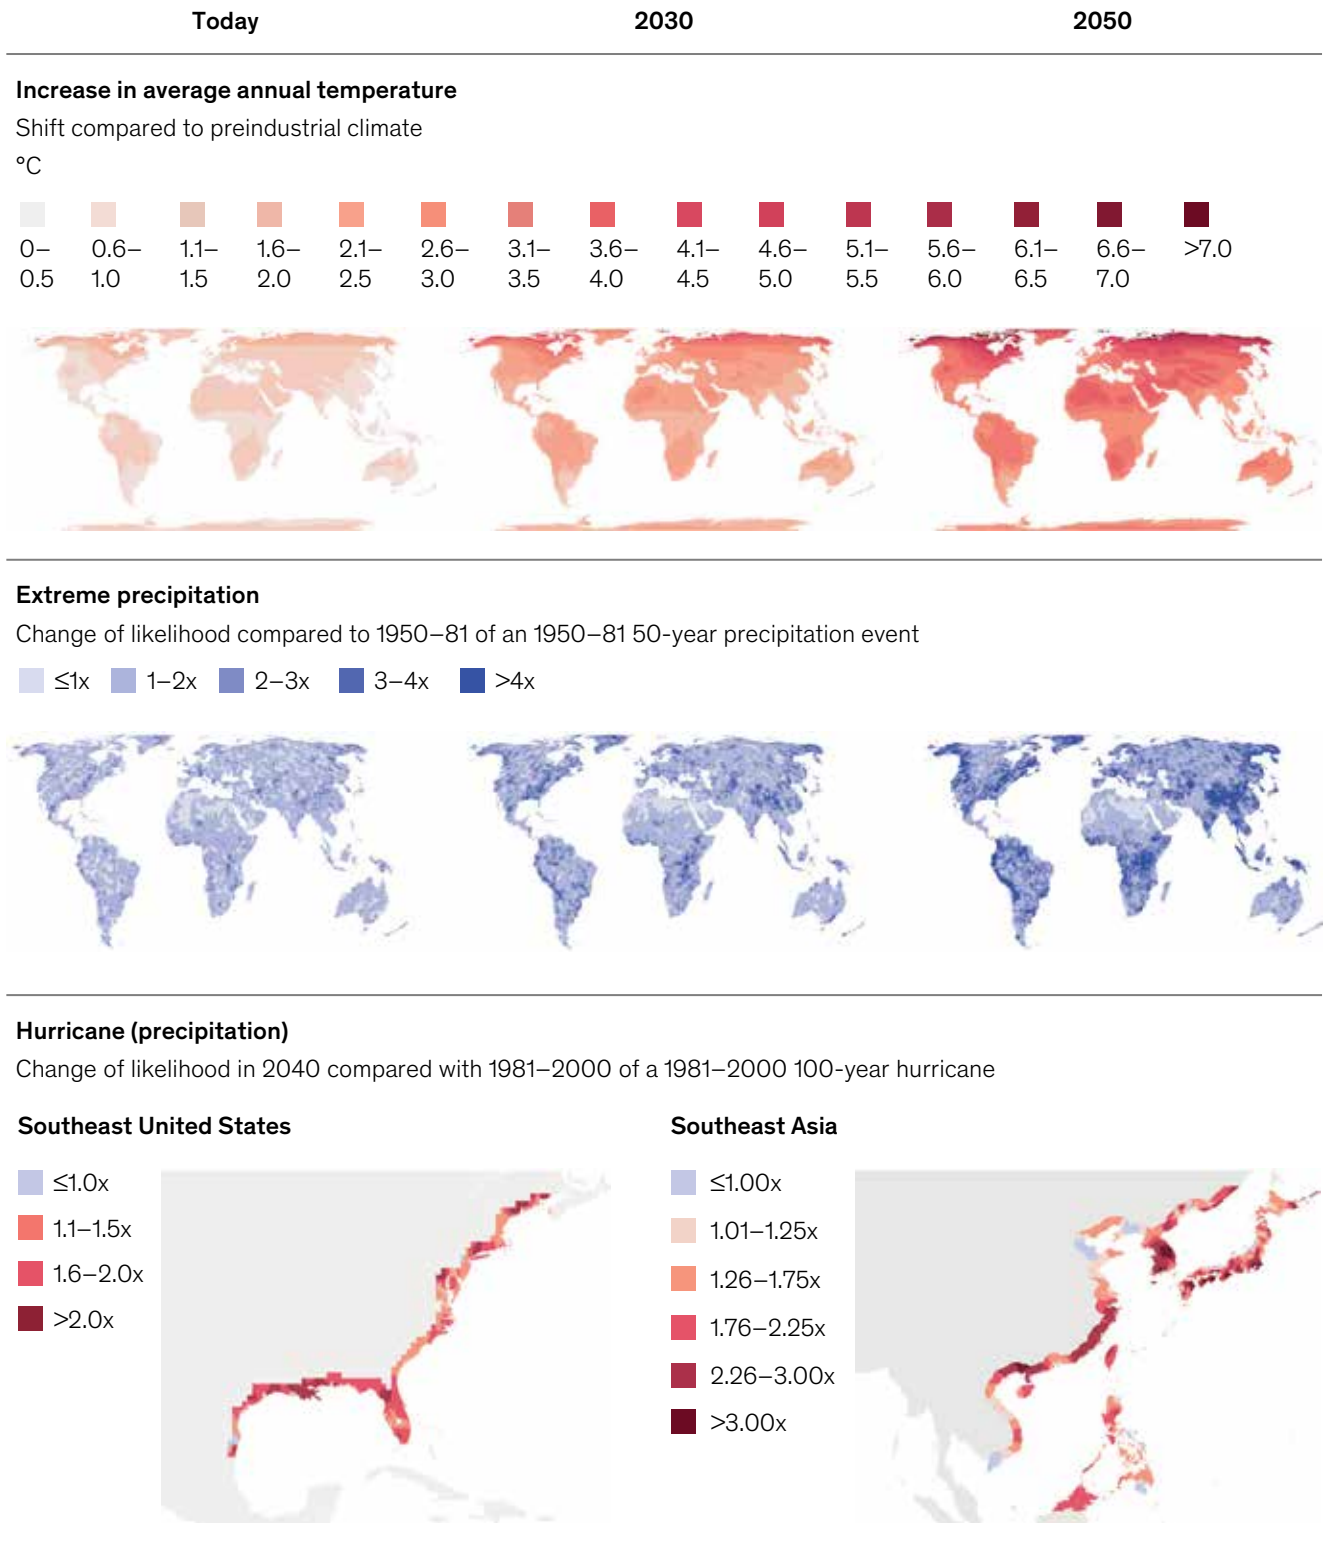 Today 2030 2050
Increase in average annual temperature
Shift compared to preindustrial climate
°C
0–0.5 0.6–1.0 1.1–1.5 1.6–2.0 2.1–2.5 2.6–3.0 3.1–3.5 3.6–4.0 4.1–4.5 4.6–5.0 5.1–5.5 5.6–6.0 6.1–6.5 6.6–7.0 >7.0
Extreme precipitation
Change of likelihood compared to 1950–81 of an 1950–81 50-year precipitation event
≤1x 1–2x 2–3x 3–4x >4x
Hurricane (precipitation)
Change of likelihood in 2040 compared with 1981–2000 of a 1981–2000 100-year hurricane
Southeast United States
≤1.0x
1.1–1.5x
1.6–2.0x
>2.0x
Southeast Asia
≤1.00x
1.01–1.25x
1.26–1.75x
1.76–2.25x
2.26–3.00x
>3.00x